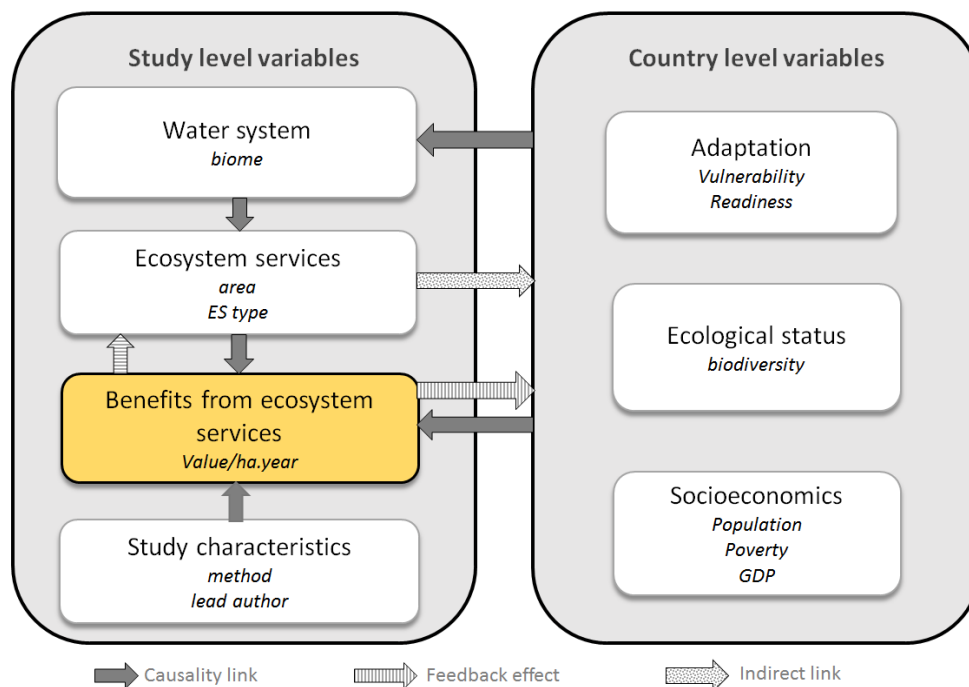 Study level variables
Water system
biome
Ecosystem services
area
ES type
Benefits from ecosystem
services
Value/ha.year
Study characteristics
method
lead author
Country level variables
Adaptation
Vulnerability
Readiness
Ecological status
biodiversity
Socioeconomics
Population
Poverty
GDP
Causality link
Feedback effect
Indirect link